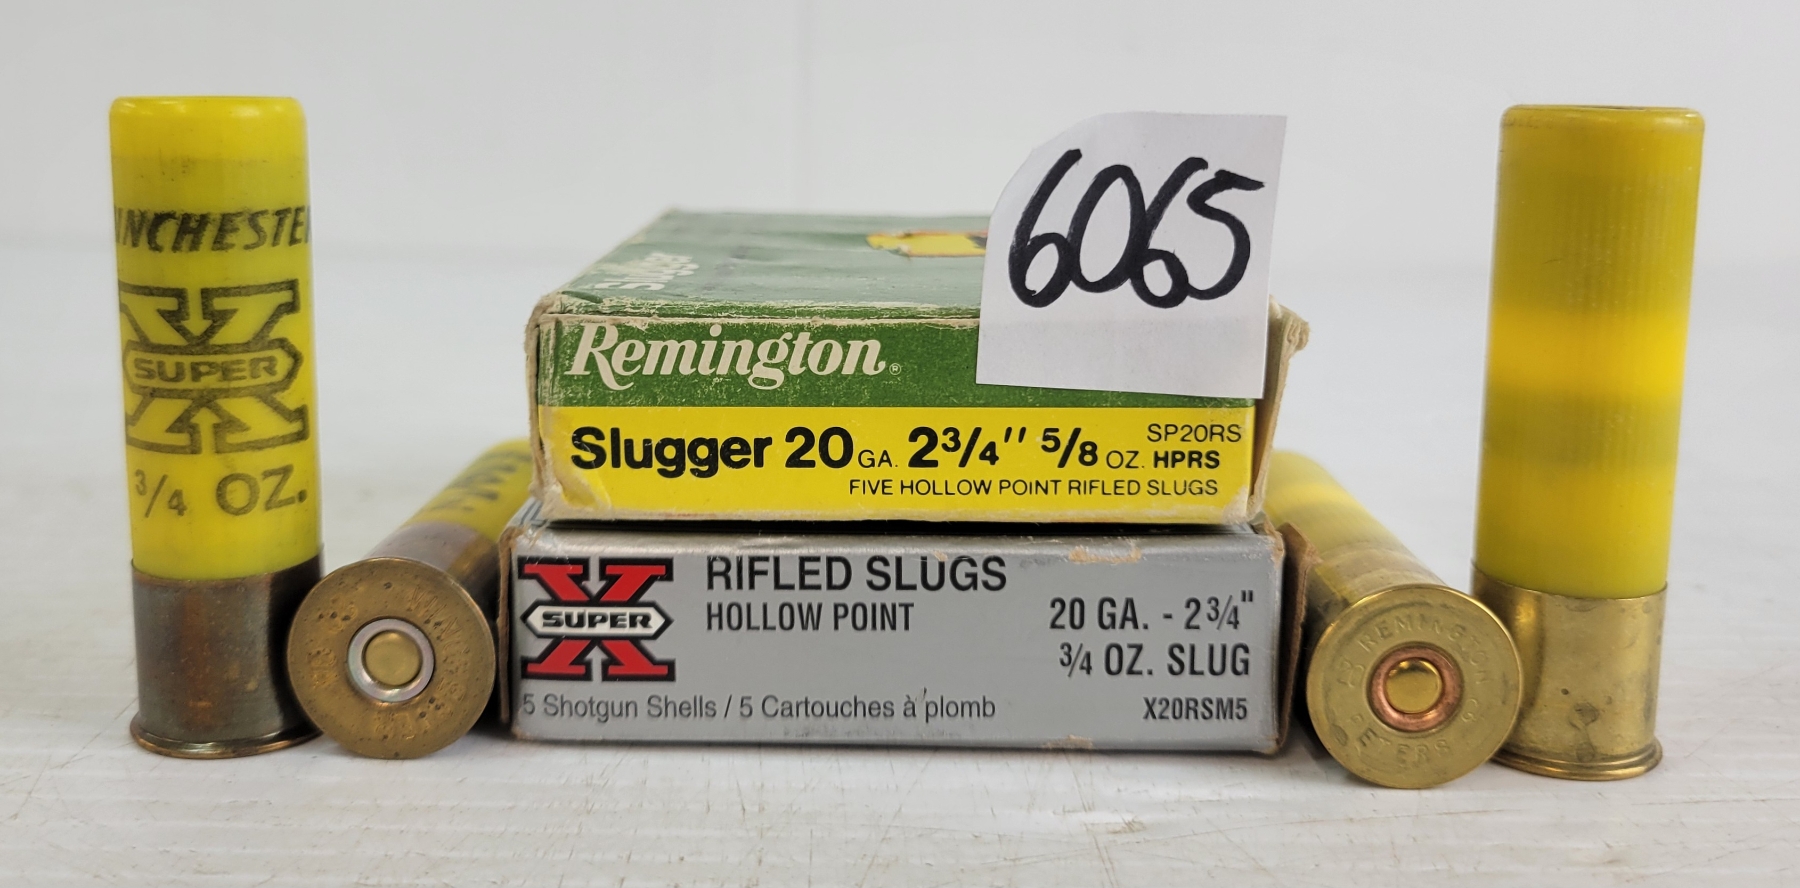 6065
Slugger
Remington®
Slugger 20 GA. 2 3/4" 5/8 OZ. HPRS
SP20RS
FIVE HOLLOW POINT RIFLED SLUGS
SUPER X
RIFLED SLUGS
HOLLOW POINT
20 GA. - 2 3/4"
3/4 OZ. SLUG
5 Shotgun Shells / 5 Cartouches à plomb
X20RSM5
INCHESTE
SUPER X
3/4 OZ.
REMINGTON
PETERS